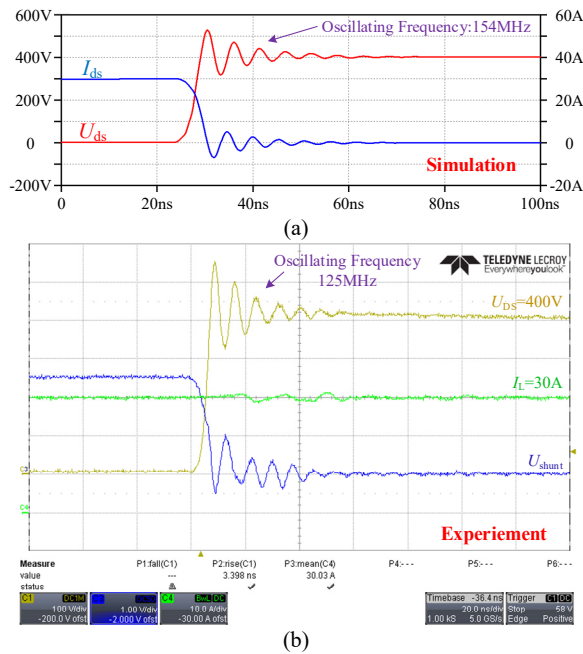 (a)
600V
400V
200V
0
-200V
60A
40A
20A
0
-20A
Oscillating Frequency:154MHz
Ids
Uds
Simulation
0 20ns 40ns 60ns 80ns 100ns
(a)
Oscillating Frequency
125MHz
TELEDYNE LECROY
Everywhereyoulook™
UDS=400V
IL=30A
Ushunt
C3
C4
Experiement
Measure P1:fall(C1) P2:rise(C1) P3:mean(C4) P4:--- P5:--- P6:---
value --- 3.398 ns 30.03 A
status
C1 DC1M
100 V/div
-200.0 V ofst
1.00 V/div
-2.000 V ofst
C4 BwL DC
10.0 A/div
-30.00 A ofst
Timebase -36.4 ns
20.0 ns/div
1.00 kS 5.0 GS/s
Trigger C1 DC
Stop 58 V
Edge Positive
(b)